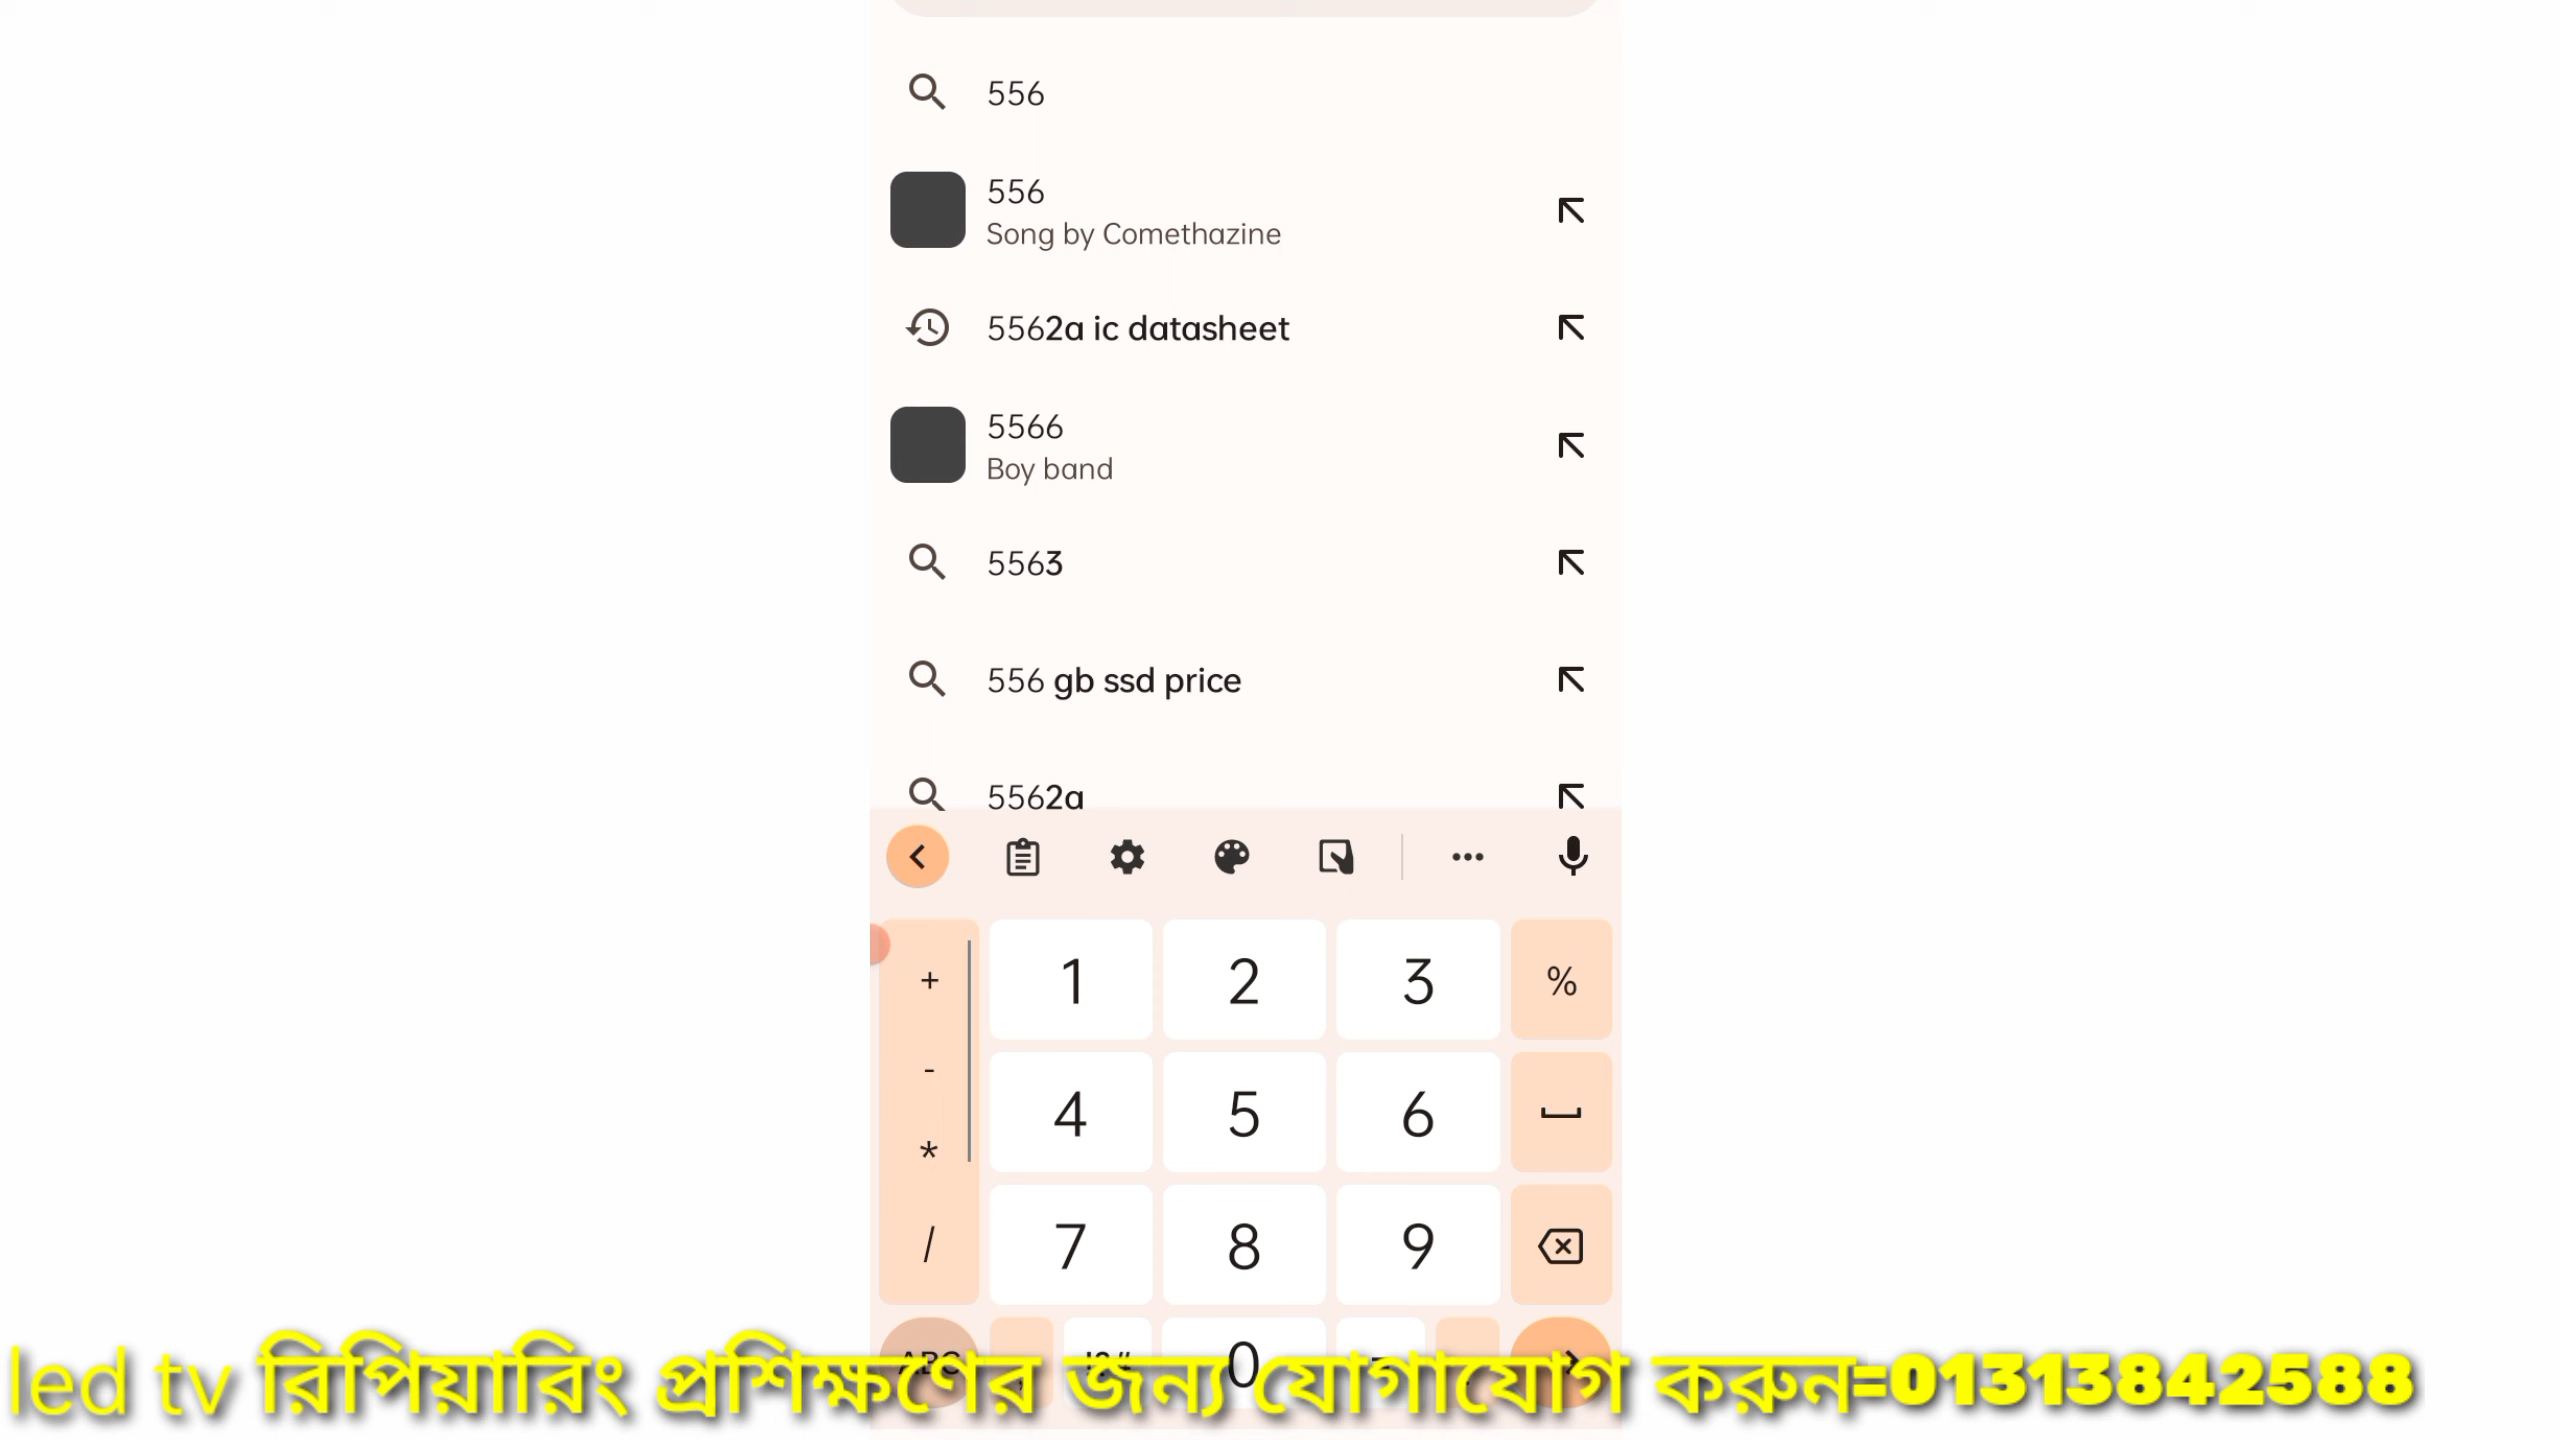 556
556
Song by Comethazine
5562a ic datasheet
5566
Boy band
5563
556 gb ssd price
5562a
+ 1 2 3 %
- 4 5 6
*
/ 7 8 9
ABC , !?# 0 =
led tv রিপিয়ারিং প্রশিক্ষণের জন্য যোগাযোগ করুন=01313842588